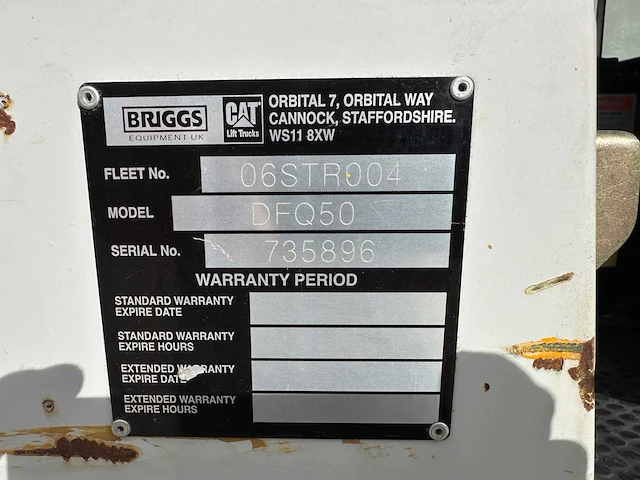 BRIGGS
EQUIPMENT UK
CAT
Lift Trucks
ORBITAL 7, ORBITAL WAY
CANNOCK, STAFFORDSHIRE.
WS11 8XW
FLEET No. 06STR004
MODEL DFQ50
SERIAL No. 735896
WARRANTY PERIOD
STANDARD WARRANTY
EXPIRE DATE
STANDARD WARRANTY
EXPIRE HOURS
EXTENDED WARRANTY
EXPIRE DATE
EXTENDED WARRANTY
EXPIRE HOURS